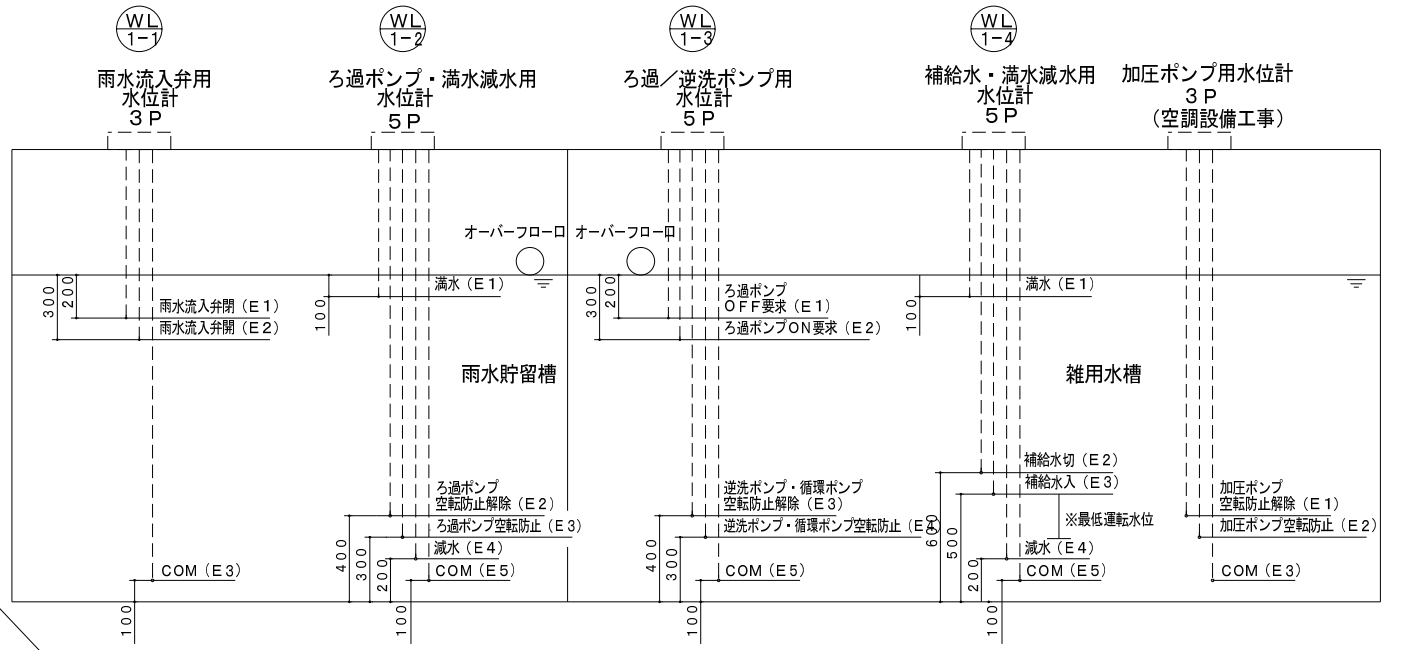 WL
1-1
雨水流入弁用
水位計
3P
WL
1-2
ろ過ポンプ・満水減水用
水位計
5P
WL
1-3
ろ過／逆洗ポンプ用
水位計
5P
WL
1-4
補給水・満水減水用
水位計
5P
加圧ポンプ用水位計
3P
（空調設備工事）
オーバーフロー口
オーバーフロー口
300
200
雨水流入弁閉（E1）
雨水流入弁開（E2）
100
満水（E1）
300
200
ろ過ポンプ
OFF要求（E1）
ろ過ポンプON要求（E2）
100
満水（E1）
雨水貯留槽
雑用水槽
COM（E3）
100
ろ過ポンプ
空転防止解除（E2）
ろ過ポンプ空転防止（E3）
減水（E4）
COM（E5）
400
300
200
100
逆洗ポンプ・循環ポンプ
空転防止解除（E3）
逆洗ポンプ・循環ポンプ空転防止（E4）
COM（E5）
400
300
100
補給水切（E2）
補給水入（E3）
※最低運転水位
減水（E4）
COM（E5）
600
500
200
100
加圧ポンプ
空転防止解除（E1）
加圧ポンプ空転防止（E2）
COM（E3）